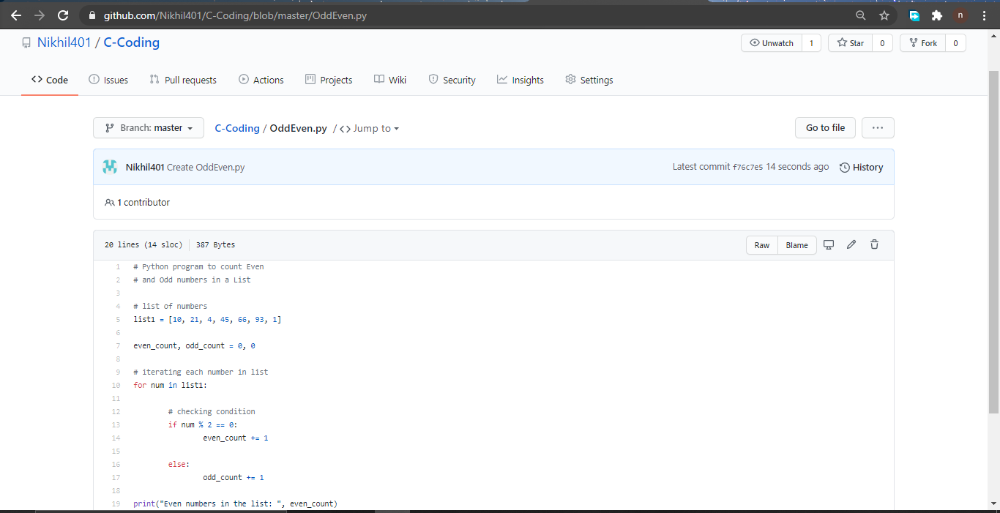 github.com/Nikhil401/C-Coding/blob/master/OddEven.py
n
Nikhil401 / C-Coding
Unwatch 1 Star 0 Fork 0
Code Issues Pull requests Actions Projects Wiki Security Insights Settings
Branch: master C-Coding / OddEven.py / <> Jump to Go to file ...
Nikhil401 Create OddEven.py Latest commit f76c7e5 14 seconds ago History
1 contributor
20 lines (14 sloc) 387 Bytes Raw Blame
1 # Python program to count Even
2 # and Odd numbers in a List
3
4 # list of numbers
5 list1 = [10, 21, 4, 45, 66, 93, 1]
6
7 even_count, odd_count = 0, 0
8
9 # iterating each number in list
10 for num in list1:
11
12 # checking condition
13 if num % 2 == 0:
14 even_count += 1
15
16 else:
17 odd_count += 1
18
19 print("Even numbers in the list: ", even_count)